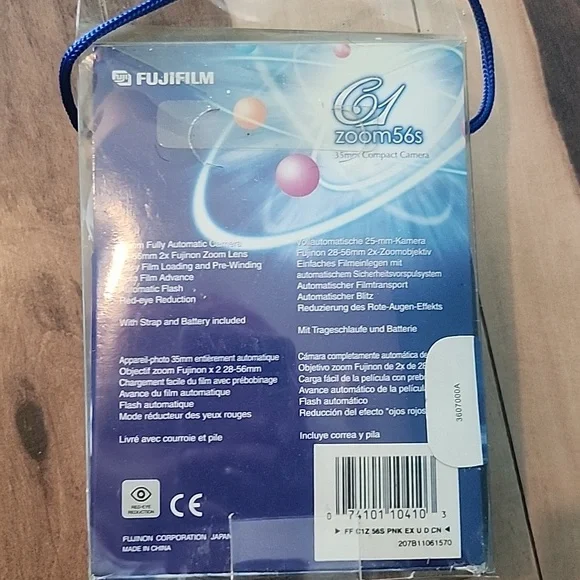 FUJIFILM
C1
zoom56s
35mm Compact Camera
Fully Automatic Camera
56mm 2x Fujinon Zoom Lens
Film Loading and Pre-Winding
Film Advance
Flash
Red-eye Reduction
With Strap and Battery included
Vollautomatische 25-mm-Kamera
Fujinon 28-56mm 2x-Zoomobjektiv
Einfaches Filmeinlegen mit
automatischem Sicherheitsvorspulsystem
Automatischer Filmtransport
Automatischer Blitz
Reduzierung des Rote-Augen-Effekts
Mit Trageschlaufe und Batterie
Appareil-photo 35mm entièrement automatique
Objectif zoom Fujinon x 2 28-56mm
Chargement facile du film avec prébobinage
Avance du film automatique
Flash automatique
Mode réducteur des yeux rouges
Livré avec courroie et pile
Cámara completamente automática de
Objetivo zoom Fujinon de 2x de 28
Carga fácil de la película con
Avance automático de la
Flash automático
Reducción del efecto "ojos rojos
Incluye correa y pila
3607000A
RED-EYE
REDUCTION
CE
0 74101 10410 3
FF C1Z 56S PNK EX U D CN
207B11061570
FUJINON CORPORATION JAPAN
MADE IN CHINA